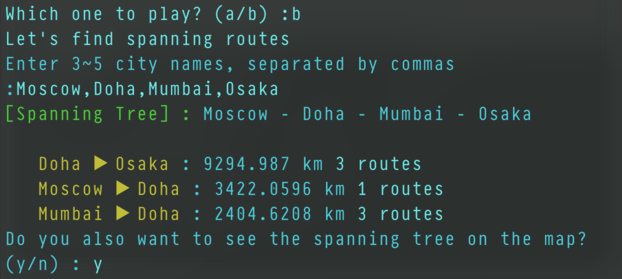 Which one to play? (a/b) :b
Let's find spanning routes
Enter 3~5 city names, separated by commas
:Moscow,Doha,Mumbai,Osaka
[Spanning Tree] : Moscow - Doha - Mumbai - Osaka
Doha ▶ Osaka : 9294.987 km 3 routes
Moscow ▶ Doha : 3422.0596 km 1 routes
Mumbai ▶ Doha : 2404.6208 km 3 routes
Do you also want to see the spanning tree on the map?
(y/n) : y